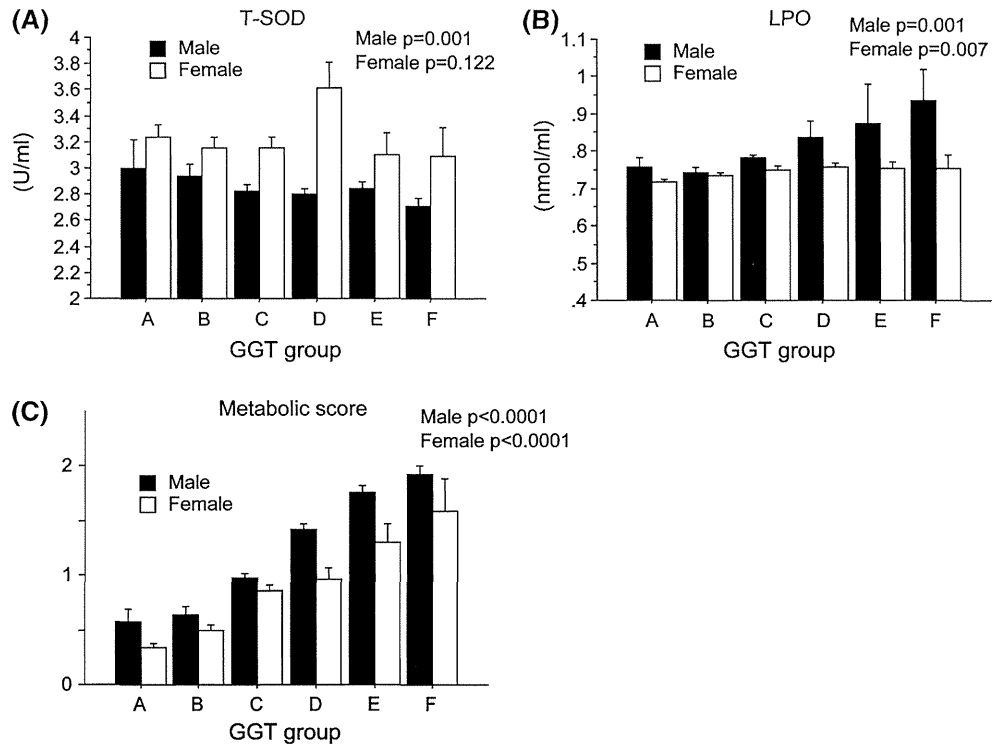 (A)
T-SOD
Male p=0.001
Female p=0.122
Male
Female
(U/ml)
4
3.8
3.6
3.4
3.2
3
2.8
2.6
2.4
2.2
2
A B C D E F
GGT group
(B)
LPO
Male p=0.001
Female p=0.007
Male
Female
(nmol/ml)
1.1
1
.9
.8
.7
.6
.5
.4
A B C D E F
GGT group
(C)
Metabolic score
Male p<0.0001
Female p<0.0001
Male
Female
2
1
0
A B C D E F
GGT group